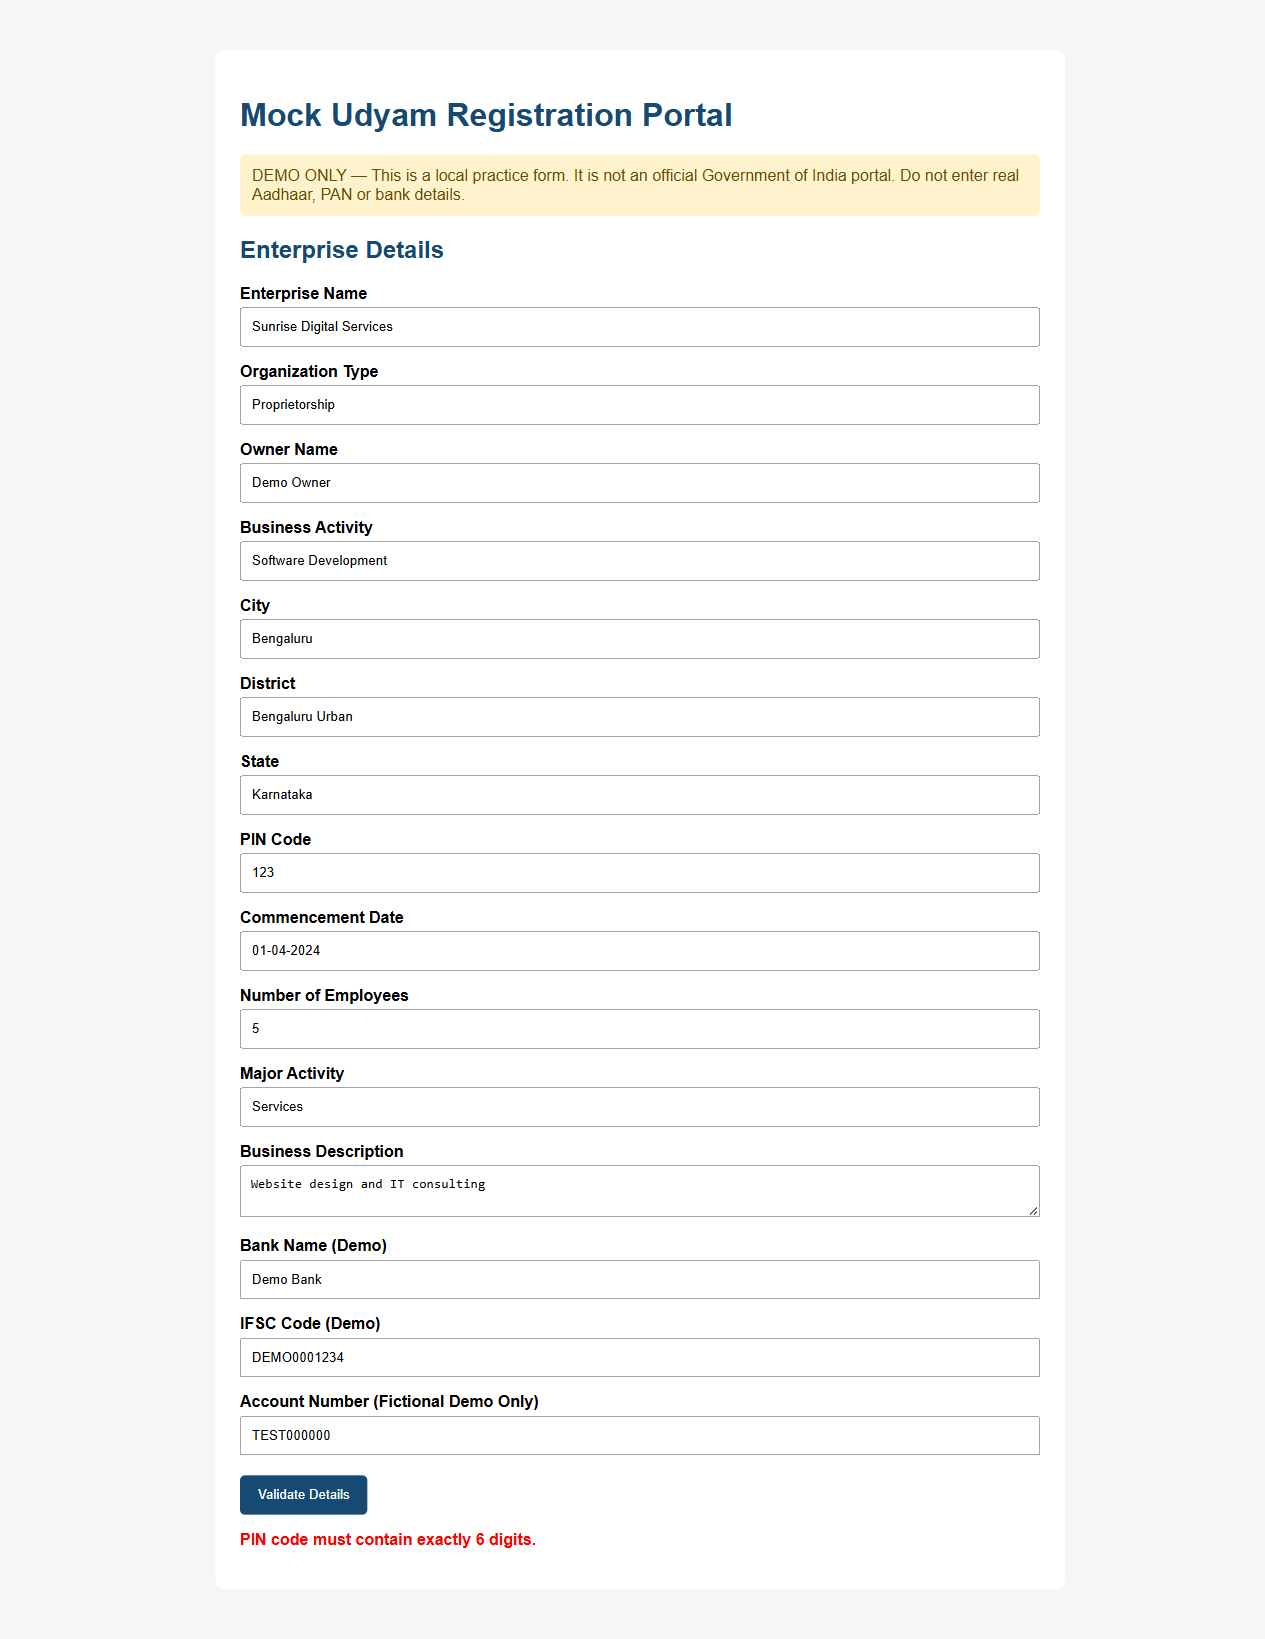 Mock Udyam Registration Portal
DEMO ONLY — This is a local practice form. It is not an official Government of India portal. Do not enter real
Aadhaar, PAN or bank details.
Enterprise Details
Enterprise Name
Sunrise Digital Services
Organization Type
Proprietorship
Owner Name
Demo Owner
Business Activity
Software Development
City
Bengaluru
District
Bengaluru Urban
State
Karnataka
PIN Code
123
Commencement Date
01-04-2024
Number of Employees
5
Major Activity
Services
Business Description
Website design and IT consulting
Bank Name (Demo)
Demo Bank
IFSC Code (Demo)
DEMO0001234
Account Number (Fictional Demo Only)
TEST000000
Validate Details
PIN code must contain exactly 6 digits.